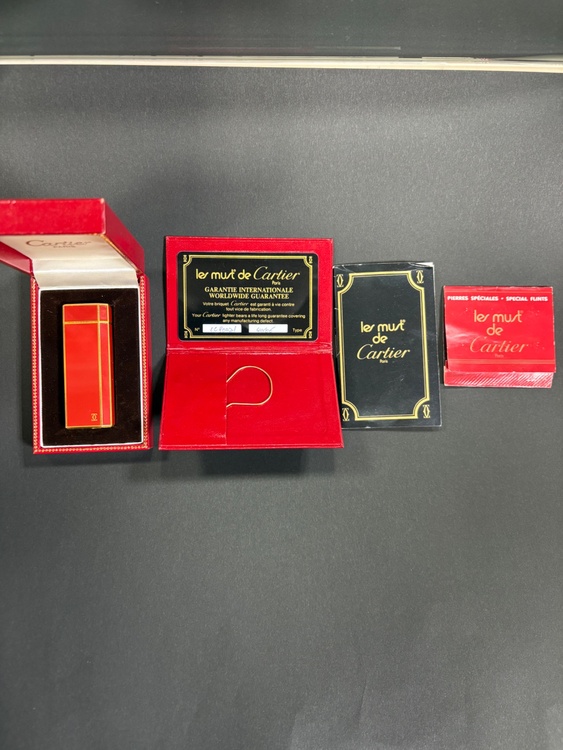 Cartier
Paris
les must de Cartier
Paris
GARANTIE INTERNATIONALE
WORLDWIDE GUARANTEE
Votre briquet Cartier est garanti à vie contre
tout vice de fabrication.
Your Cartier lighter bears a life long guarantee covering
any manufacturing defect.
N° Type
les must
de
Cartier
Paris
PIERRES SPÉCIALES - SPECIAL FLINTS
les must
de
Cartier
Paris